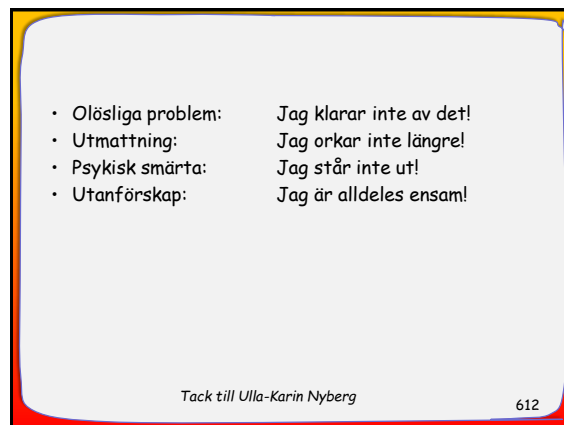 • Olösliga problem: Jag klarar inte av det!
• Utmattning: Jag orkar inte längre!
• Psykisk smärta: Jag står inte ut!
• Utanförskap: Jag är alldeles ensam!
Tack till Ulla-Karin Nyberg
612